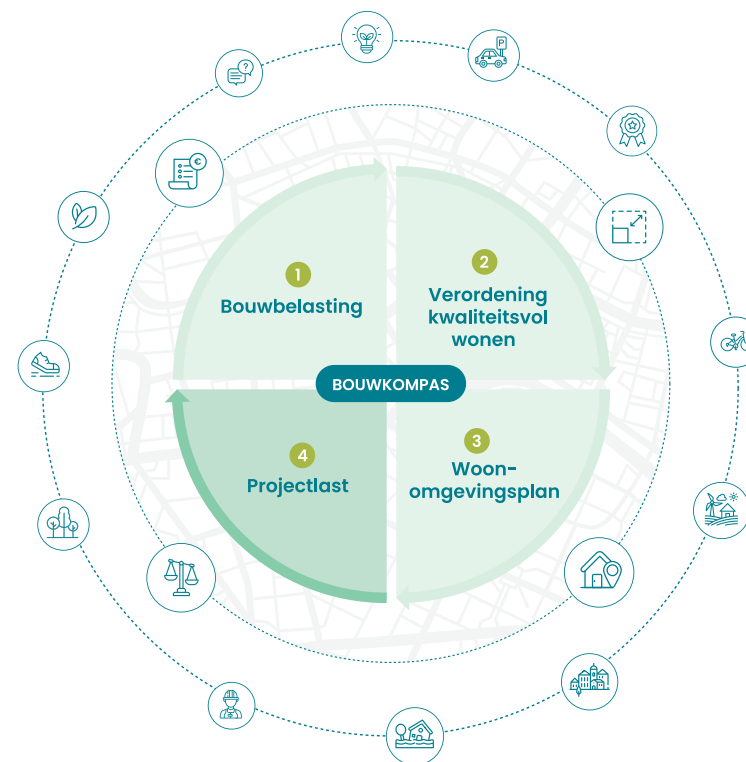 ?
P
€
1
Bouwbelasting
2
Verordening
kwaliteitsvol
wonen
BOUWKOMPAS
3
Woon-
omgevingsplan
4
Projectlast